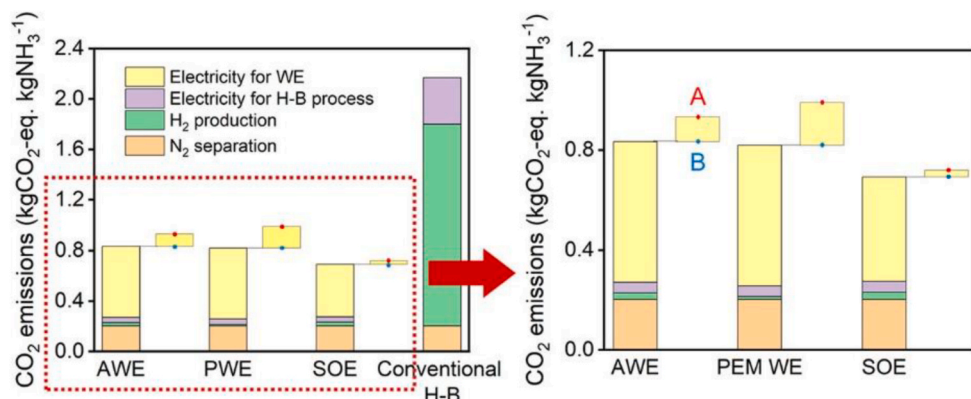 CO₂ emissions (kgCO₂-eq. kgNH₃⁻¹)
2.4
2.0
1.6
1.2
0.8
0.4
0.0
Electricity for WE
Electricity for H-B process
H₂ production
N₂ separation
AWE
PWE
SOE
Conventional
H-B
CO₂ emissions (kgCO₂-eq. kgNH₃⁻¹)
1.2
0.8
0.4
0.0
A
B
AWE
PEM WE
SOE